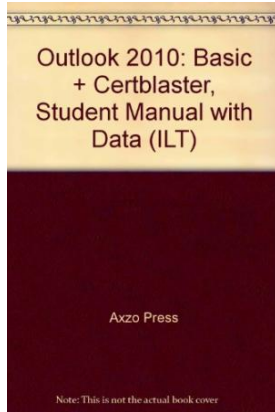 Outlook 2010: Basic
+ Certblaster,
Student Manual with
Data (ILT)
Axzo Press
Note: This is not the actual book cover